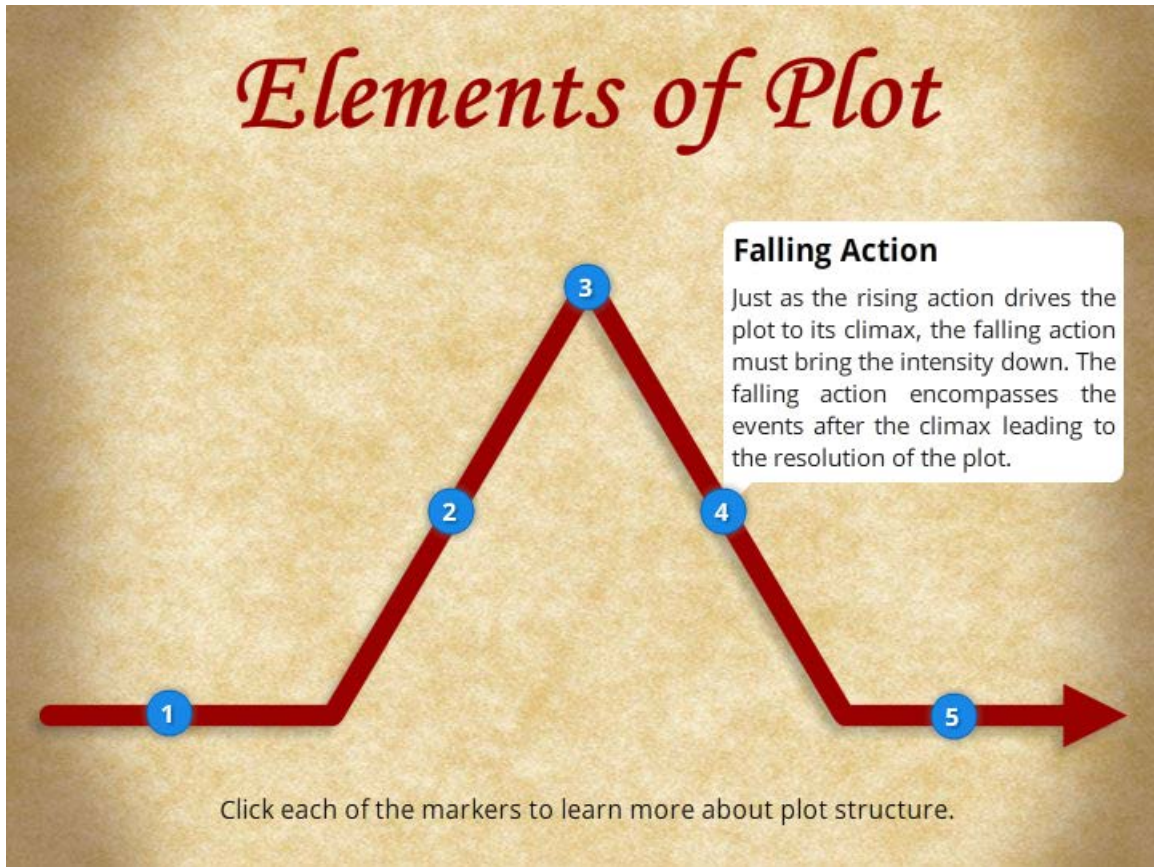 Elements of Plot
3
Falling Action
Just as the rising action drives the
plot to its climax, the falling action
must bring the intensity down. The
falling action encompasses the
events after the climax leading to
the resolution of the plot.
2
4
1
5
Click each of the markers to learn more about plot structure.